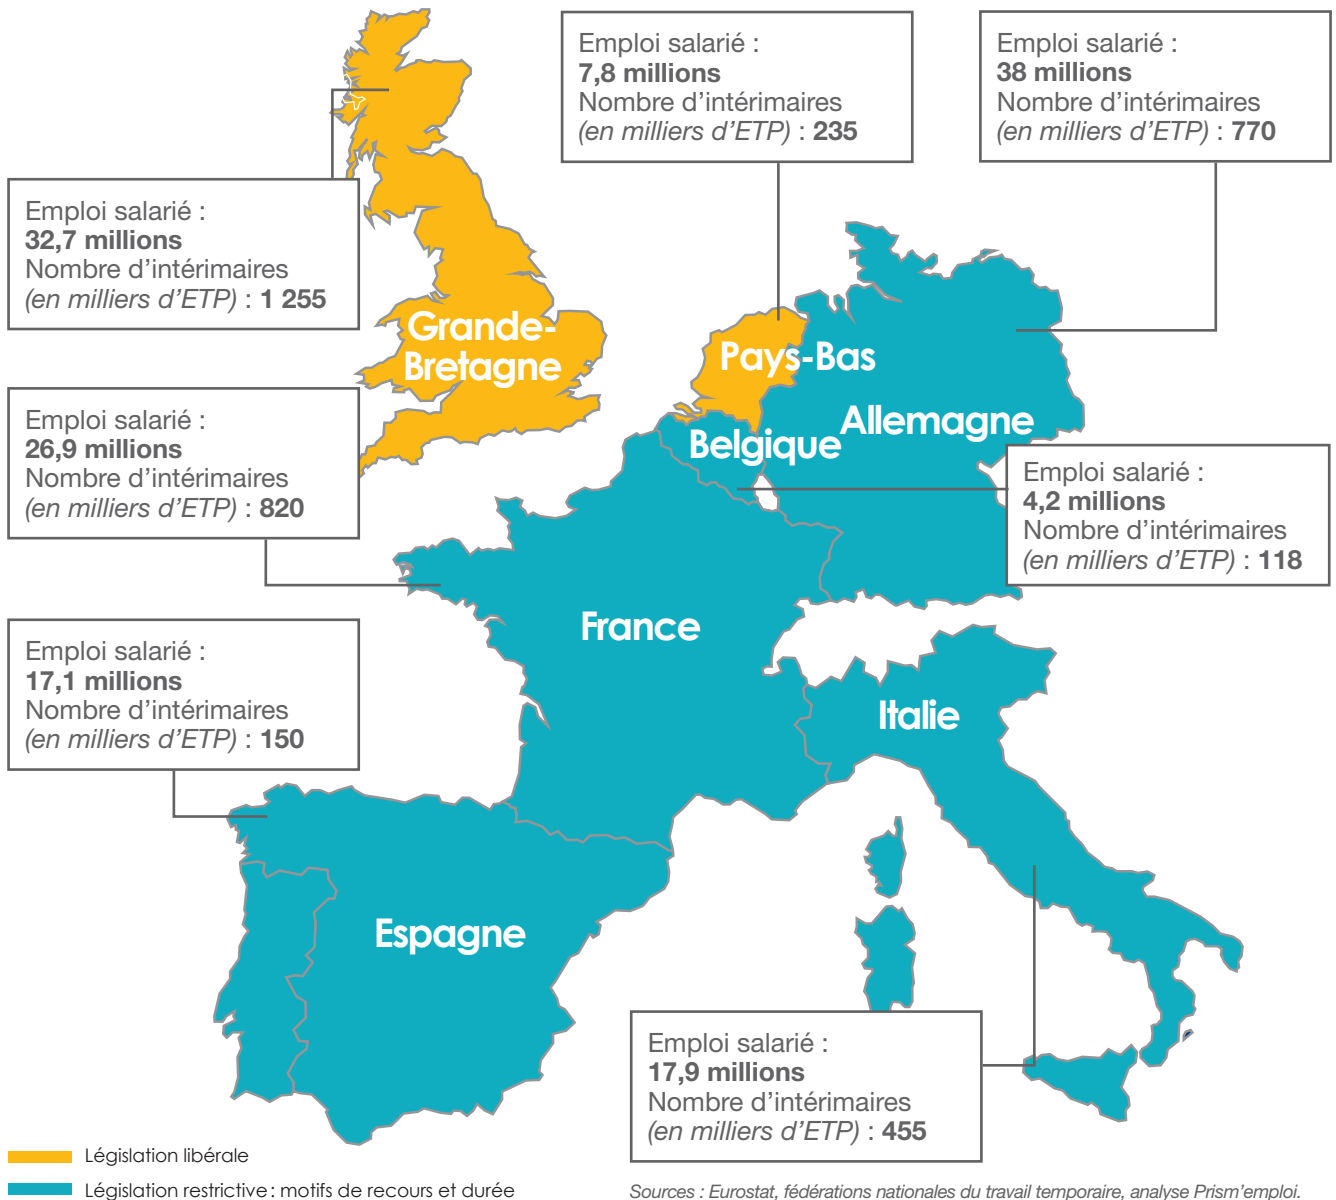 Emploi salarié :
7,8 millions
Nombre d'intérimaires
(en milliers d'ETP) : 235
Emploi salarié :
38 millions
Nombre d'intérimaires
(en milliers d'ETP) : 770
Emploi salarié :
32,7 millions
Nombre d'intérimaires
(en milliers d'ETP) : 1 255
Grande-
Bretagne
Pays-Bas
Emploi salarié :
26,9 millions
Nombre d'intérimaires
(en milliers d'ETP) : 820
Allemagne
Belgique
Emploi salarié :
4,2 millions
Nombre d'intérimaires
(en milliers d'ETP) : 118
France
Emploi salarié :
17,1 millions
Nombre d'intérimaires
(en milliers d'ETP) : 150
Italie
Espagne
Emploi salarié :
17,9 millions
Nombre d'intérimaires
(en milliers d'ETP) : 455
Législation libérale
Législation restrictive : motifs de recours et durée
Sources : Eurostat, fédérations nationales du travail temporaire, analyse Prism'emploi.